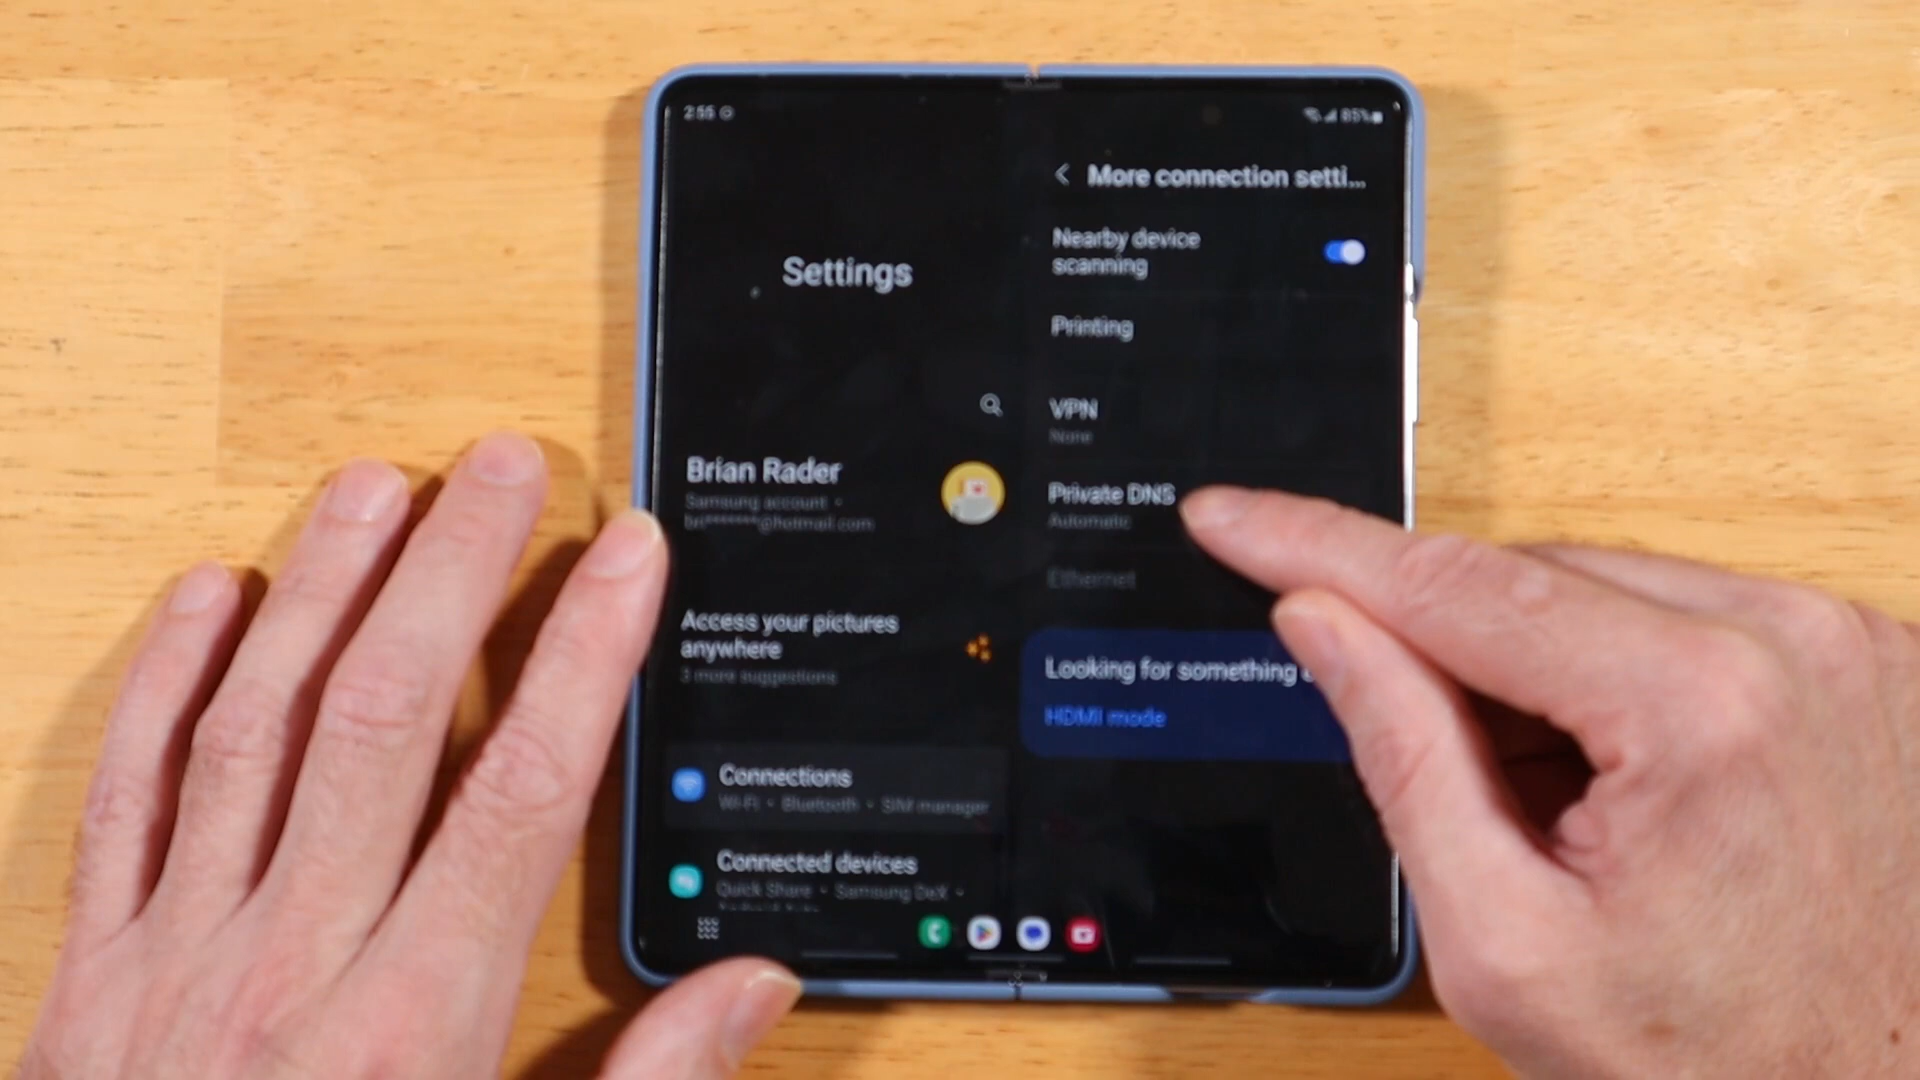 2:55
85%
Settings
Brian Rader
Samsung account •
bri*******@hotmail.com
Access your pictures
anywhere
3 more suggestions
Connections
Wi-Fi • Bluetooth • SIM manager
Connected devices
Quick Share • Samsung DeX •
More connection setti...
Nearby device
scanning
Printing
VPN
None
Private DNS
Automatic
Ethernet
Looking for something
HDMI mode